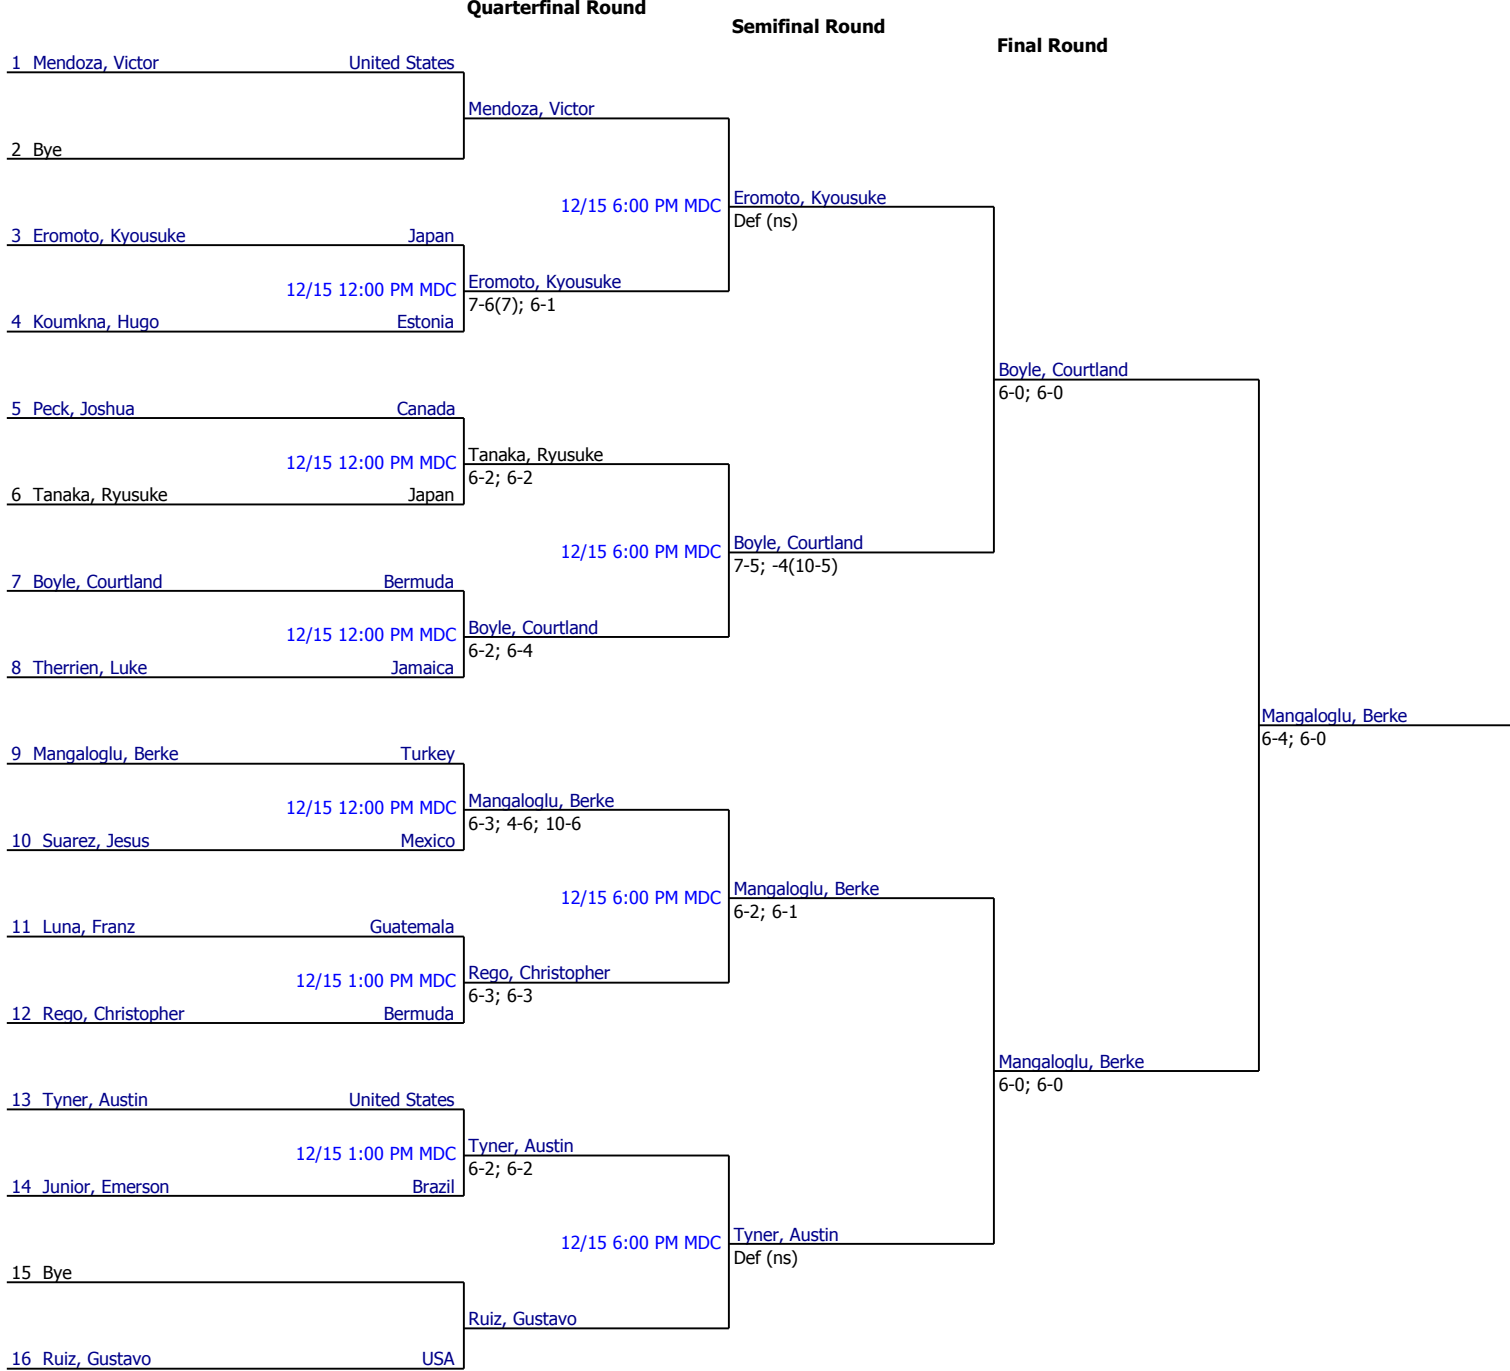 Quarterfinal Round
Semifinal Round
Final Round
1 Mendoza, Victor United States
Mendoza, Victor
2 Bye
12/15 6:00 PM MDC Eromoto, Kyousuke
Def (ns)
3 Eromoto, Kyousuke Japan
12/15 12:00 PM MDC Eromoto, Kyousuke
7-6(7); 6-1
4 Koumkna, Hugo Estonia
Boyle, Courtland
6-0; 6-0
5 Peck, Joshua Canada
12/15 12:00 PM MDC Tanaka, Ryusuke
6-2; 6-2
6 Tanaka, Ryusuke Japan
12/15 6:00 PM MDC Boyle, Courtland
7-5; -4(10-5)
7 Boyle, Courtland Bermuda
12/15 12:00 PM MDC Boyle, Courtland
6-2; 6-4
8 Therrien, Luke Jamaica
Mangaloglu, Berke
6-4; 6-0
9 Mangaloglu, Berke Turkey
12/15 12:00 PM MDC Mangaloglu, Berke
6-3; 4-6; 10-6
10 Suarez, Jesus Mexico
12/15 6:00 PM MDC Mangaloglu, Berke
6-2; 6-1
11 Luna, Franz Guatemala
12/15 1:00 PM MDC Rego, Christopher
6-3; 6-3
12 Rego, Christopher Bermuda
Mangaloglu, Berke
6-0; 6-0
13 Tyner, Austin United States
12/15 1:00 PM MDC Tyner, Austin
6-2; 6-2
14 Junior, Emerson Brazil
12/15 6:00 PM MDC Tyner, Austin
Def (ns)
15 Bye
Ruiz, Gustavo
16 Ruiz, Gustavo USA